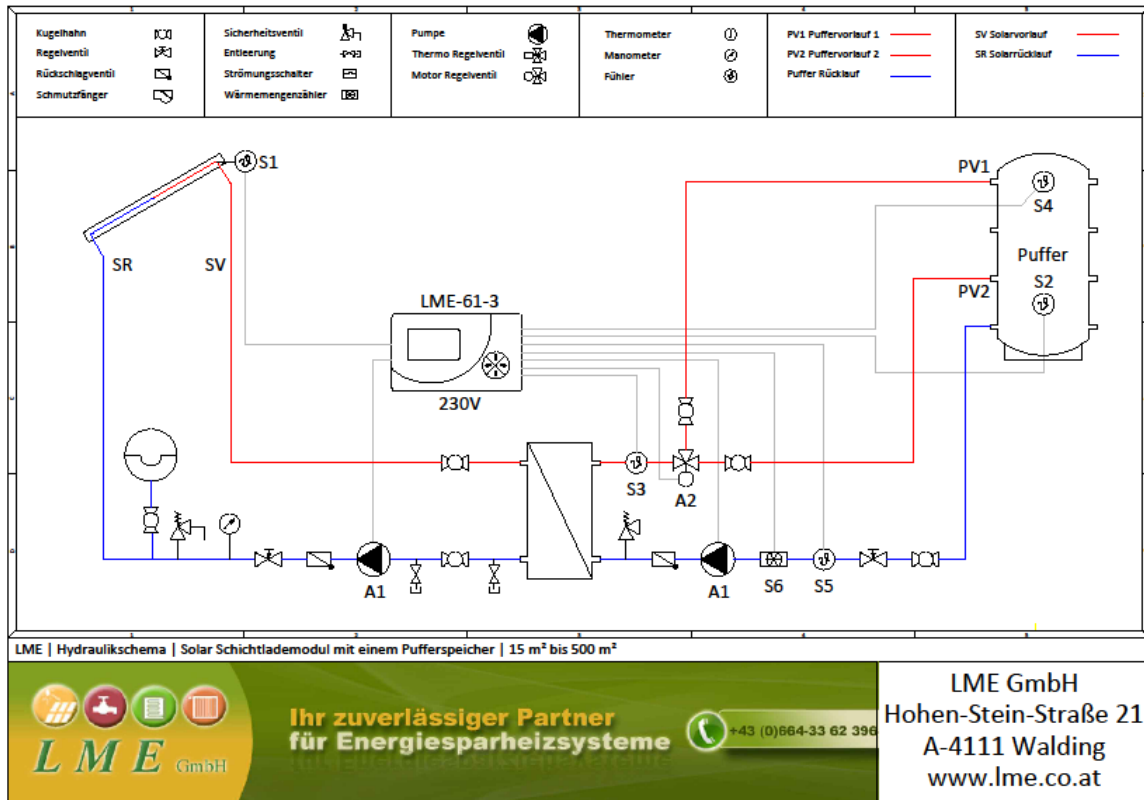 Kugelhahn
Regelventil
Rückschlagventil
Schmutzfänger
Sicherheitsventil
Entleerung
Strömungsschalter
Wärmemengenzähler
Pumpe
Thermo Regelventil
Motor Regelventil
Thermometer
Manometer
Fühler
PV1 Puffervorlauf 1
PV2 Puffervorlauf 2
Puffer Rücklauf
SV Solarvorlauf
SR Solarrücklauf
S1
PV1
S4
SR
SV
Puffer
S2
LME-61-3
PV2
230V
S3
A2
A1
A1
S6
S5
LME | Hydraulikschema | Solar Schichtlademodul mit einem Pufferspeicher | 15 m² bis 500 m²
LME GmbH
Ihr zuverlässiger Partner
für Energiesparheizsysteme
+43 (0)664-33 62 396
LME GmbH
Hohen-Stein-Straße 21
A-4111 Walding
www.lme.co.at